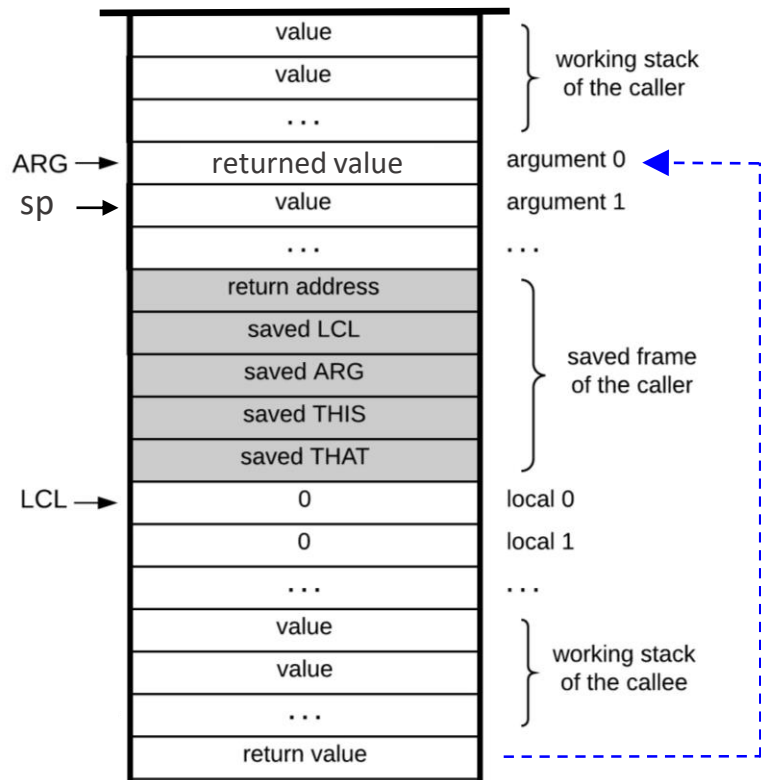 value
value
...
working stack
of the caller
ARG
returned value
argument 0
sp
value
argument 1
...
...
return address
saved LCL
saved ARG
saved THIS
saved THAT
saved frame
of the caller
LCL
0
local 0
0
local 1
...
...
value
value
...
working stack
of the callee
return value